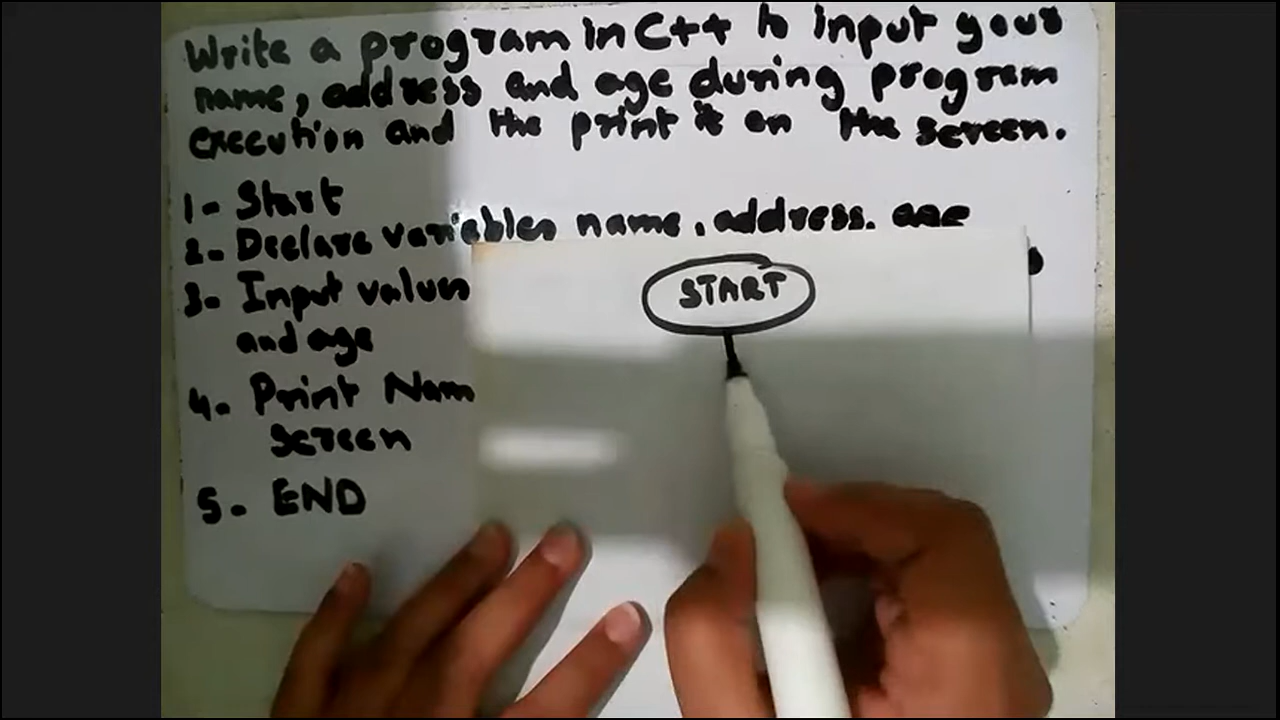 Write a program in C++ to input your
name, address and age during program
execution and the print it on the screen.
1- Start
2- Declare variables name, address, age
3- Input values
and age
4- Print Nam
screen
5- END
START